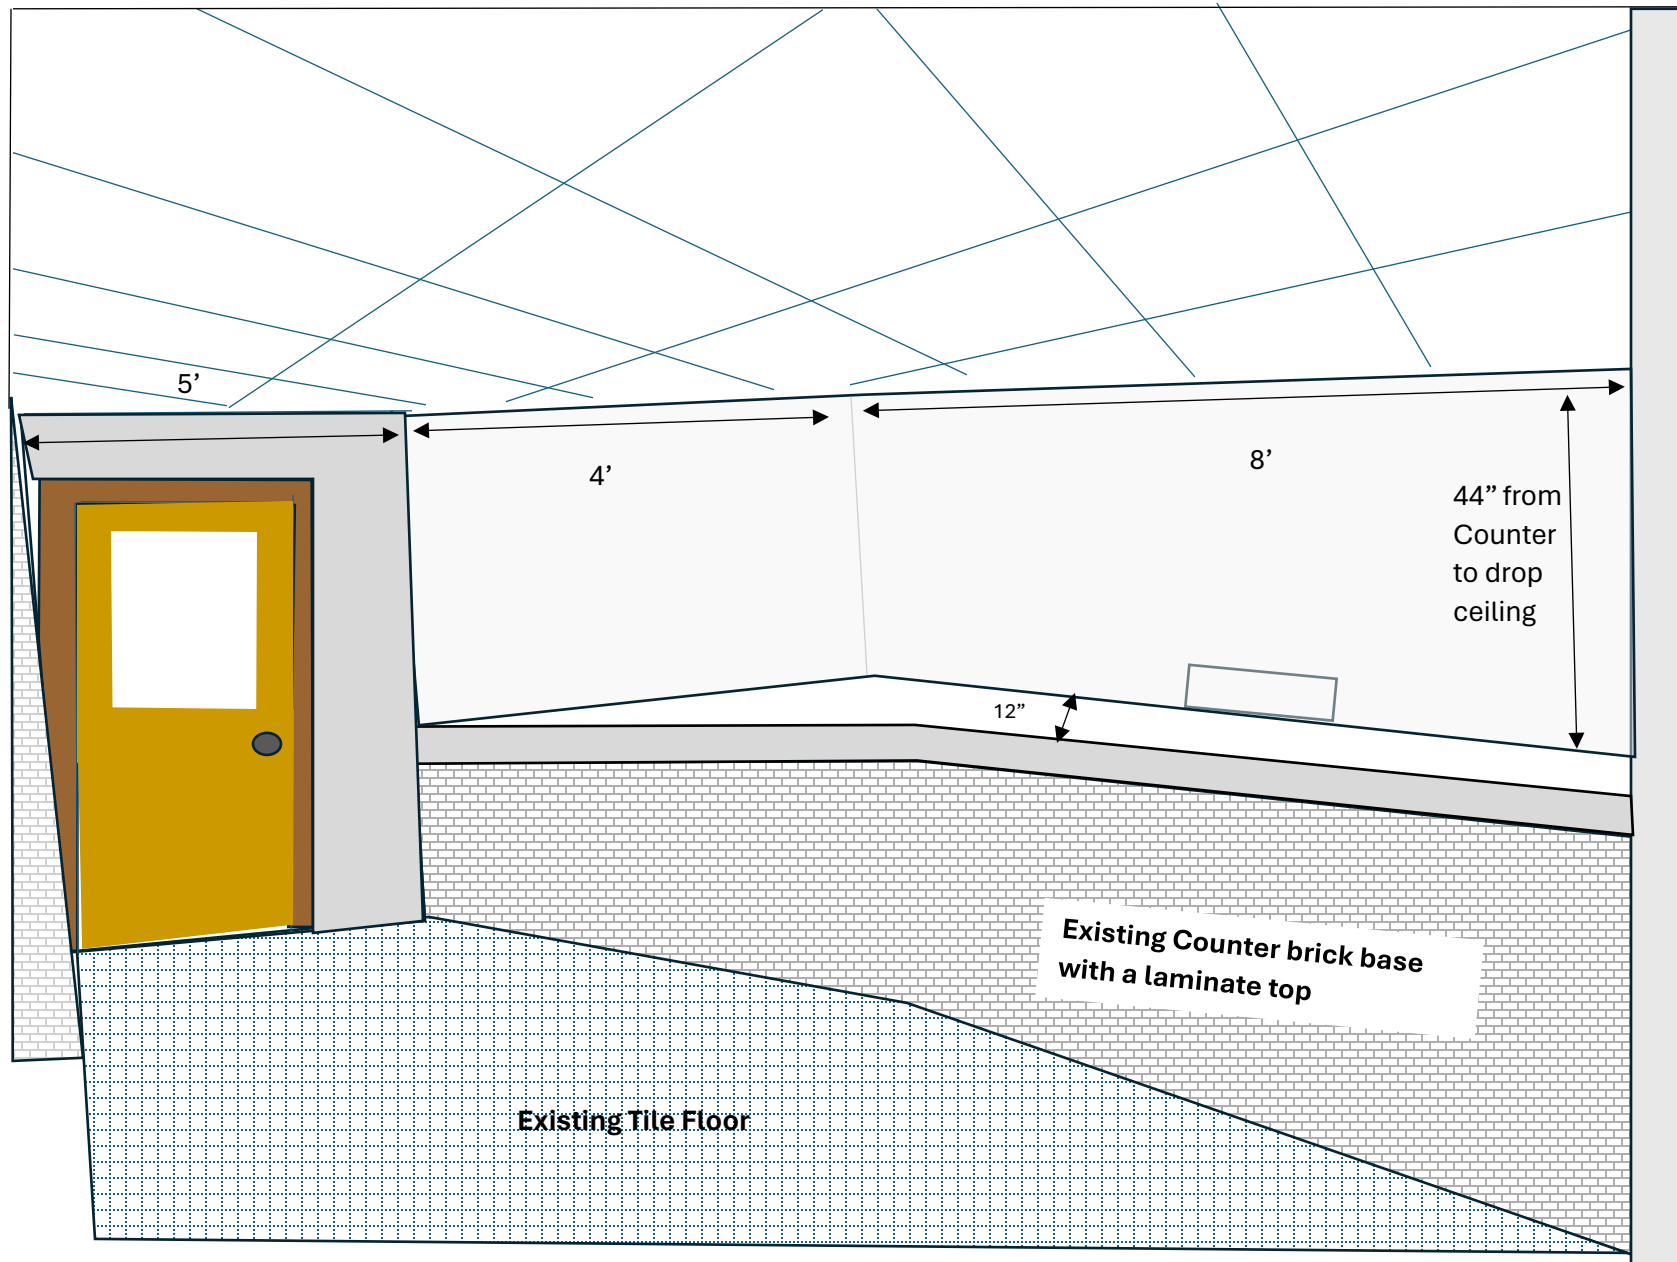 5’
4’
8’
44” from
Counter
to drop
ceiling
12”
Existing Counter brick base
with a laminate top
Existing Tile Floor